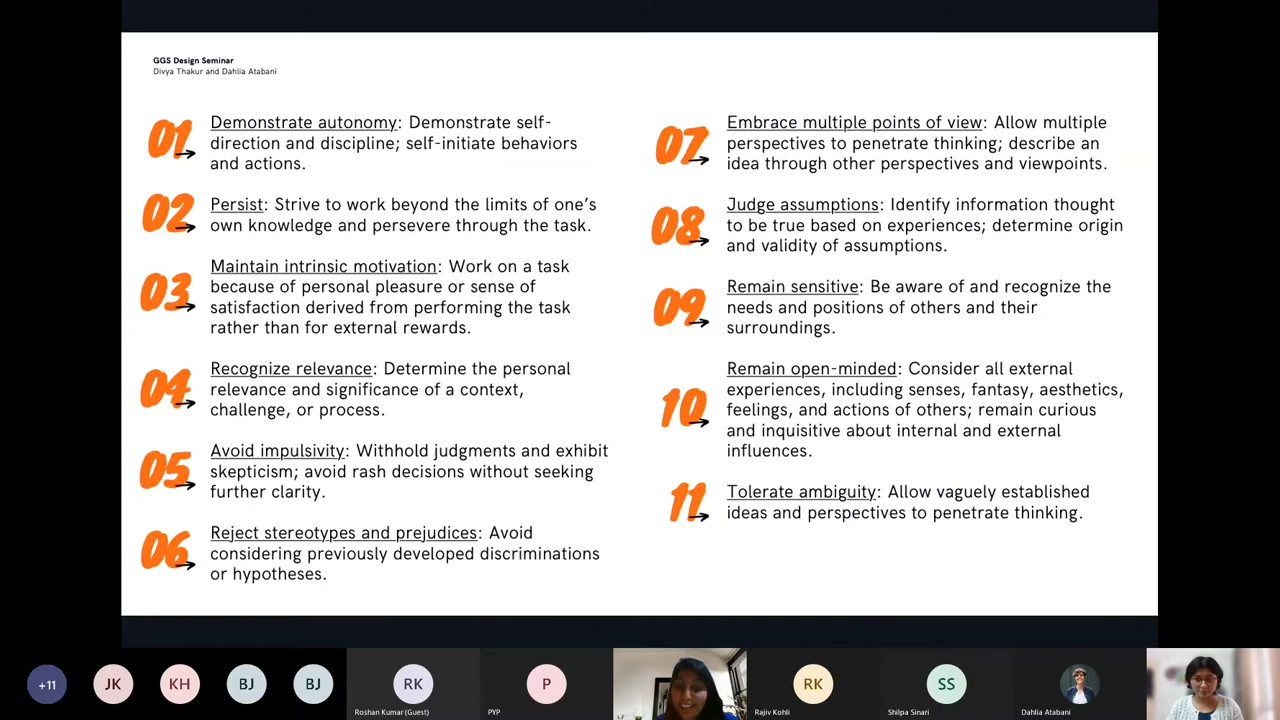 GGS Design Seminar
Divya Thakur and Dahlia Atabani
01
Demonstrate autonomy: Demonstrate self-
direction and discipline; self-initiate behaviors
and actions.
02
Persist: Strive to work beyond the limits of one’s
own knowledge and persevere through the task.
03
Maintain intrinsic motivation: Work on a task
because of personal pleasure or sense of
satisfaction derived from performing the task
rather than for external rewards.
04
Recognize relevance: Determine the personal
relevance and significance of a context,
challenge, or process.
05
Avoid impulsivity: Withhold judgments and exhibit
skepticism; avoid rash decisions without seeking
further clarity.
06
Reject stereotypes and prejudices: Avoid
considering previously developed discriminations
or hypotheses.
07
Embrace multiple points of view: Allow multiple
perspectives to penetrate thinking; describe an
idea through other perspectives and viewpoints.
08
Judge assumptions: Identify information thought
to be true based on experiences; determine origin
and validity of assumptions.
09
Remain sensitive: Be aware of and recognize the
needs and positions of others and their
surroundings.
10
Remain open-minded: Consider all external
experiences, including senses, fantasy, aesthetics,
feelings, and actions of others; remain curious
and inquisitive about internal and external
influences.
11
Tolerate ambiguity: Allow vaguely established
ideas and perspectives to penetrate thinking.
+11
JK
KH
BJ
BJ
RK
Roshan Kumar (Guest)
P
PYP
RK
Rajiv Kohli
SS
Shilpa Sinari
Dahlia Atabani